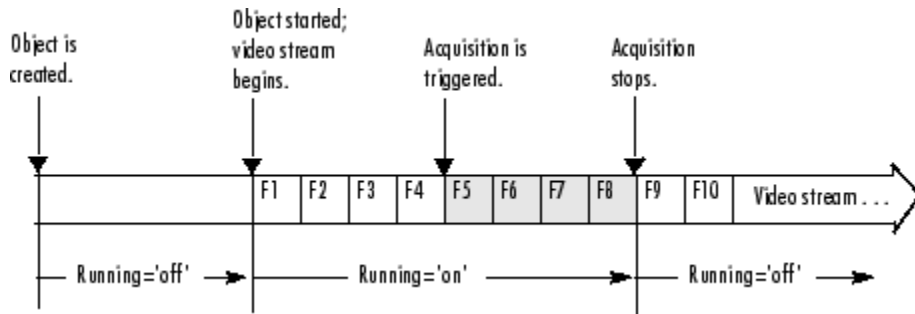 Object is
created.
Object started;
video stream
begins.
Acquisition is
triggered.
Acquisition
stops.
F1 F2 F3 F4 F5 F6 F7 F8 F9 F10 Video stream . . .
Running='off' Running='on' Running='off'